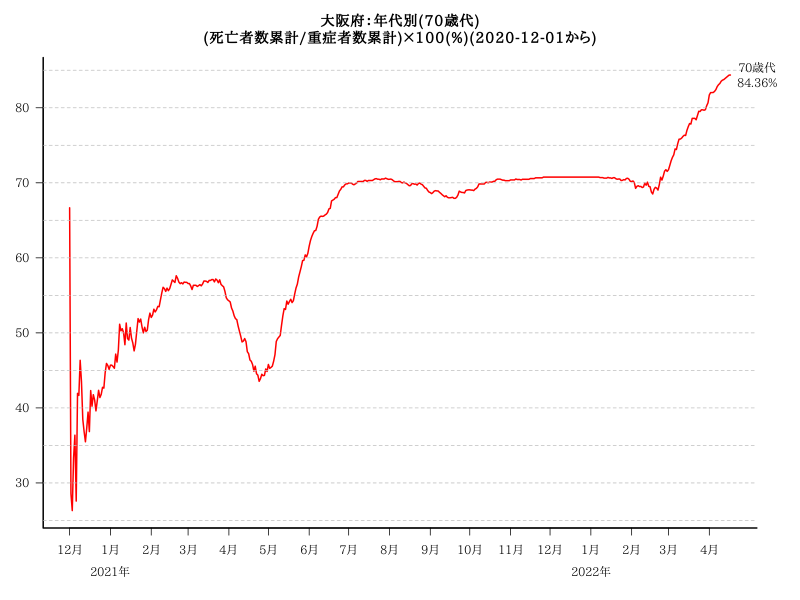 大阪府：年代別(70歳代)
(死亡者数累計/重症者数累計)×100(%)(2020-12-01から)
70歳代
84.36%
80
70
60
50
40
30
12月 1月 2月 3月 4月 5月 6月 7月 8月 9月 10月 11月 12月 1月 2月 3月 4月
2021年 2022年